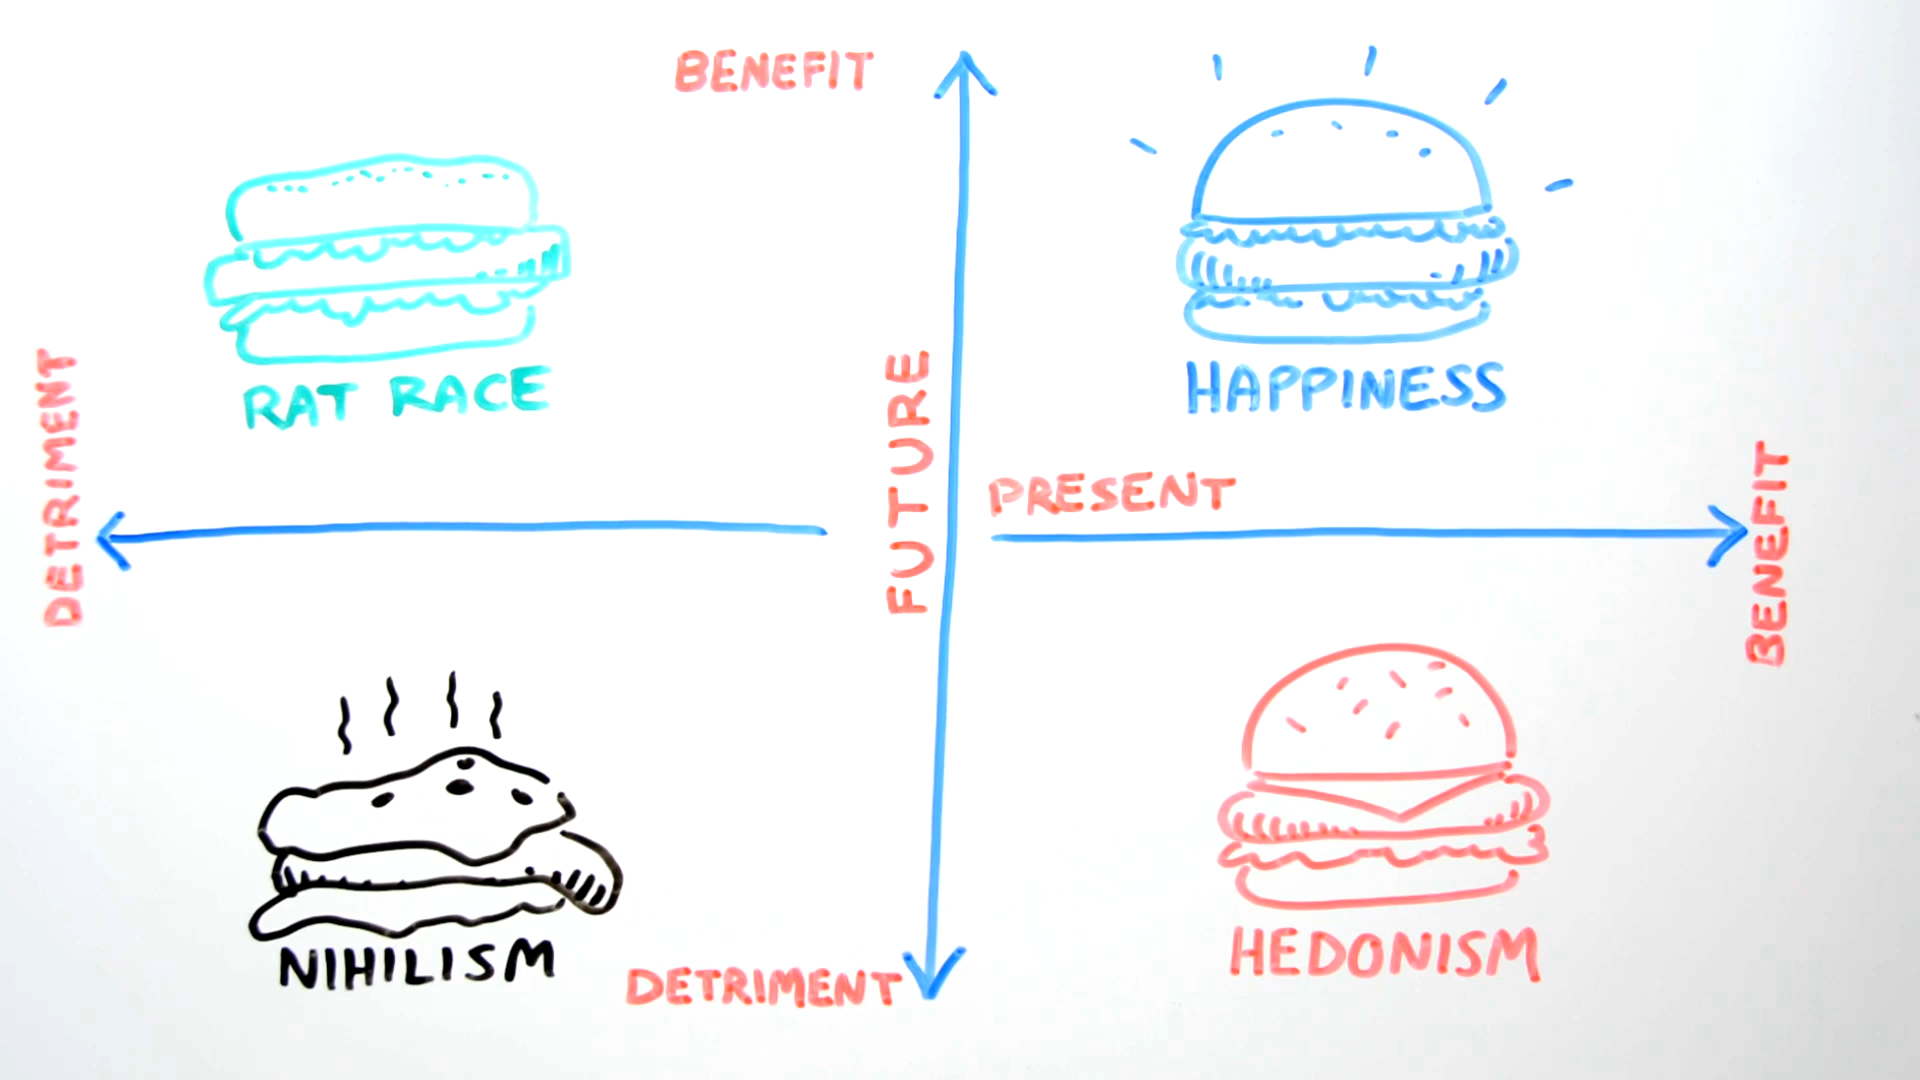 BENEFIT
RAT RACE
HAPPINESS
DETRIMENT
FUTURE
PRESENT
BENEFIT
NIHILISM
HEDONISM
DETRIMENT